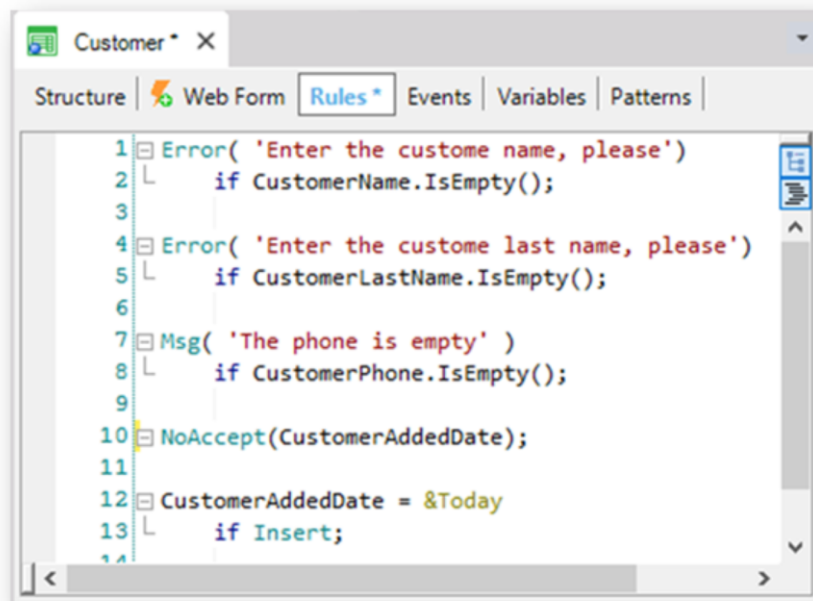 Customer *
Structure Web Form Rules * Events Variables Patterns
1 Error( 'Enter the custome name, please')
2 if CustomerName.IsEmpty();
3
4 Error( 'Enter the custome last name, please')
5 if CustomerLastName.IsEmpty();
6
7 Msg( 'The phone is empty' )
8 if CustomerPhone.IsEmpty();
9
10 NoAccept(CustomerAddedDate);
11
12 CustomerAddedDate = &Today
13 if Insert;
14